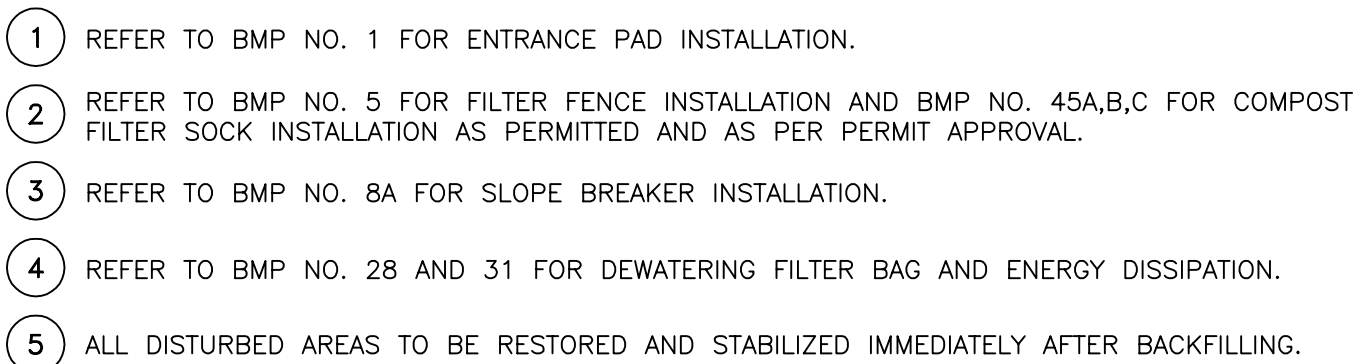 1 REFER TO BMP NO. 1 FOR ENTRANCE PAD INSTALLATION.
2 REFER TO BMP NO. 5 FOR FILTER FENCE INSTALLATION AND BMP NO. 45A,B,C FOR COMPOST
FILTER SOCK INSTALLATION AS PERMITTED AND AS PER PERMIT APPROVAL.
3 REFER TO BMP NO. 8A FOR SLOPE BREAKER INSTALLATION.
4 REFER TO BMP NO. 28 AND 31 FOR DEWATERING FILTER BAG AND ENERGY DISSIPATION.
5 ALL DISTURBED AREAS TO BE RESTORED AND STABILIZED IMMEDIATELY AFTER BACKFILLING.